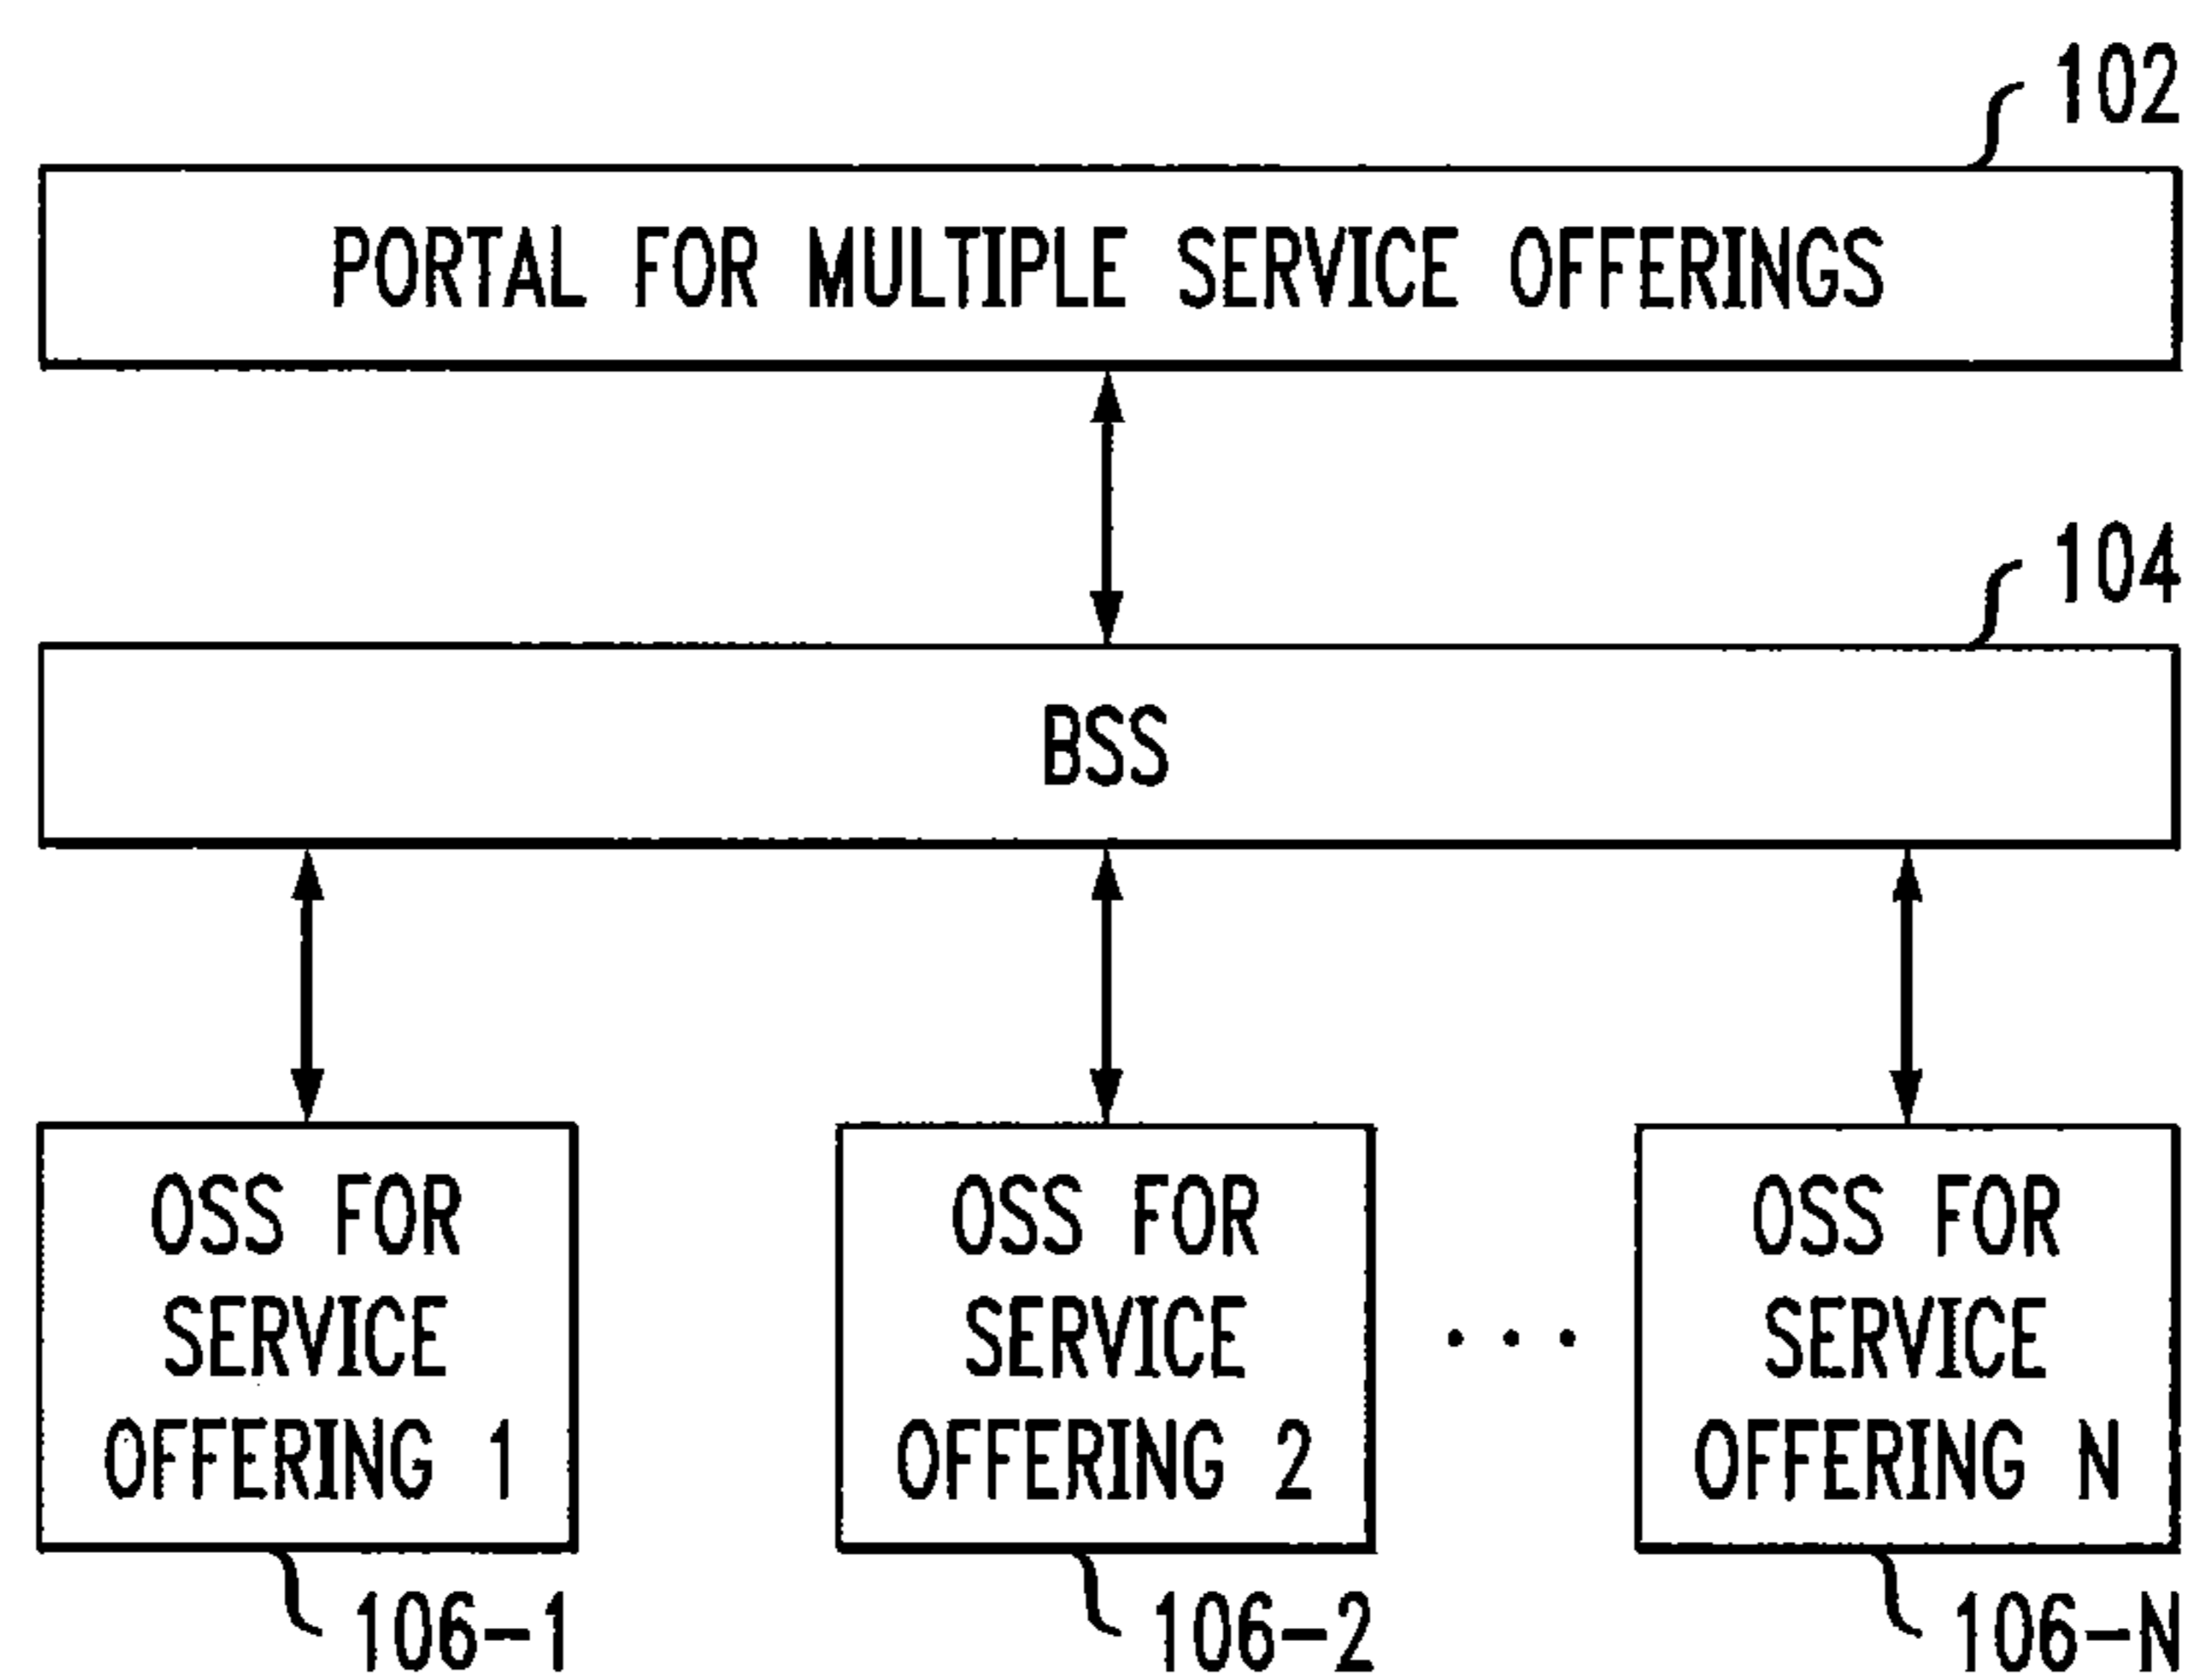 102
PORTAL FOR MULTIPLE SERVICE OFFERINGS
104
BSS
OSS FOR
SERVICE
OFFERING 1
OSS FOR
SERVICE
OFFERING 2
...
OSS FOR
SERVICE
OFFERING N
106-1
106-2
106-N